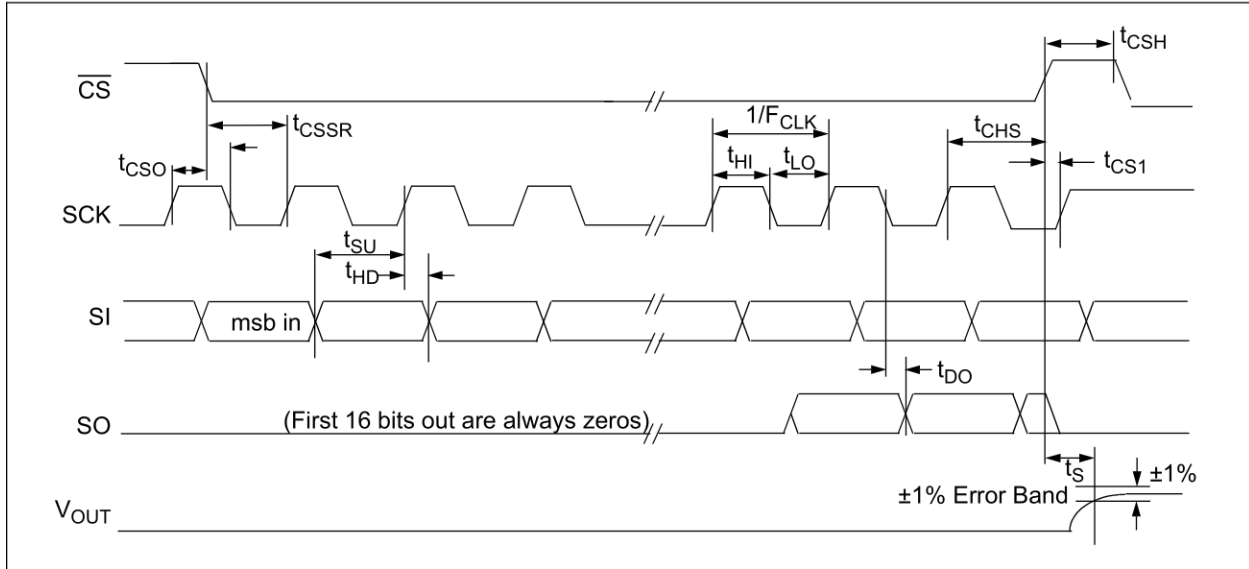 t_CSH
C̅S̅
1/F_CLK
t_CSSR
t_CHS
t_CSO
t_HI
t_LO
t_CS1
SCK
t_SU
t_HD
SI
msb in
t_DO
SO
(First 16 bits out are always zeros)
t_S
±1%
±1% Error Band
V_OUT